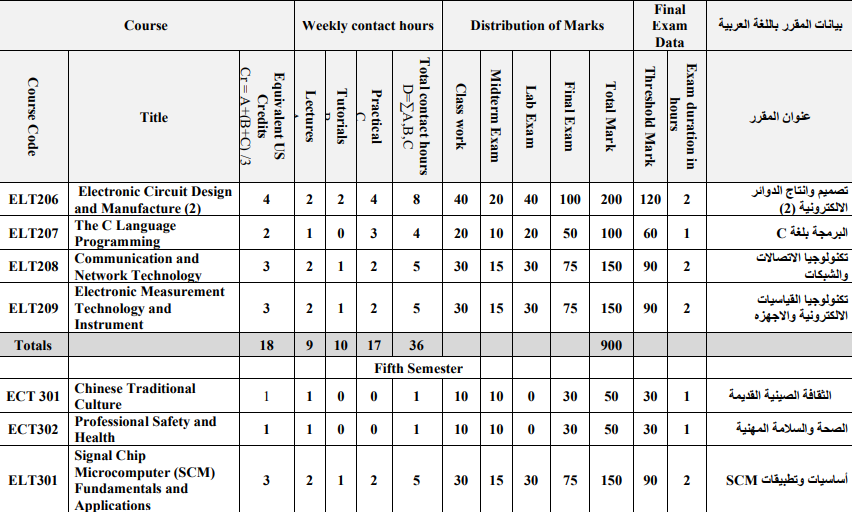 Course Weekly contact hours Distribution of Marks Final Exam Data بيانات المقرر باللغة العربية
Course Code Title Equivalent US Credits Cr = A+(B+C) /3 Lectures Tutorials Practical Total contact hours D=∑A,B,C Class work Midterm Exam Lab Exam Final Exam Total Mark Threshold Mark Exam duration in hours عنوان المقرر
ELT206 Electronic Circuit Design and Manufacture (2) 4 2 2 4 8 40 20 40 100 200 120 2 تصميم وانتاج الدوائر الالكترونية (2)
ELT207 The C Language Programming 2 1 0 3 4 20 10 20 50 100 60 1 البرمجة بلغة C
ELT208 Communication and Network Technology 3 2 1 2 5 30 15 30 75 150 90 2 تكنولوجيا الاتصالات والشبكات
ELT209 Electronic Measurement Technology and Instrument 3 2 1 2 5 30 15 30 75 150 90 2 تكنولوجيا القياسيات الالكترونية والاجهزه
Totals 18 9 10 17 36 900
Fifth Semester
ECT 301 Chinese Traditional Culture 1 1 0 0 1 10 10 0 30 50 30 1 الثقافة الصينية القديمة
ECT302 Professional Safety and Health 1 1 0 0 1 10 10 0 30 50 30 1 الصحة والسلامة المهنية
ELT301 Signal Chip Microcomputer (SCM) Fundamentals and Applications 3 2 1 2 5 30 15 30 75 150 90 2 أساسيات وتطبيقات SCM